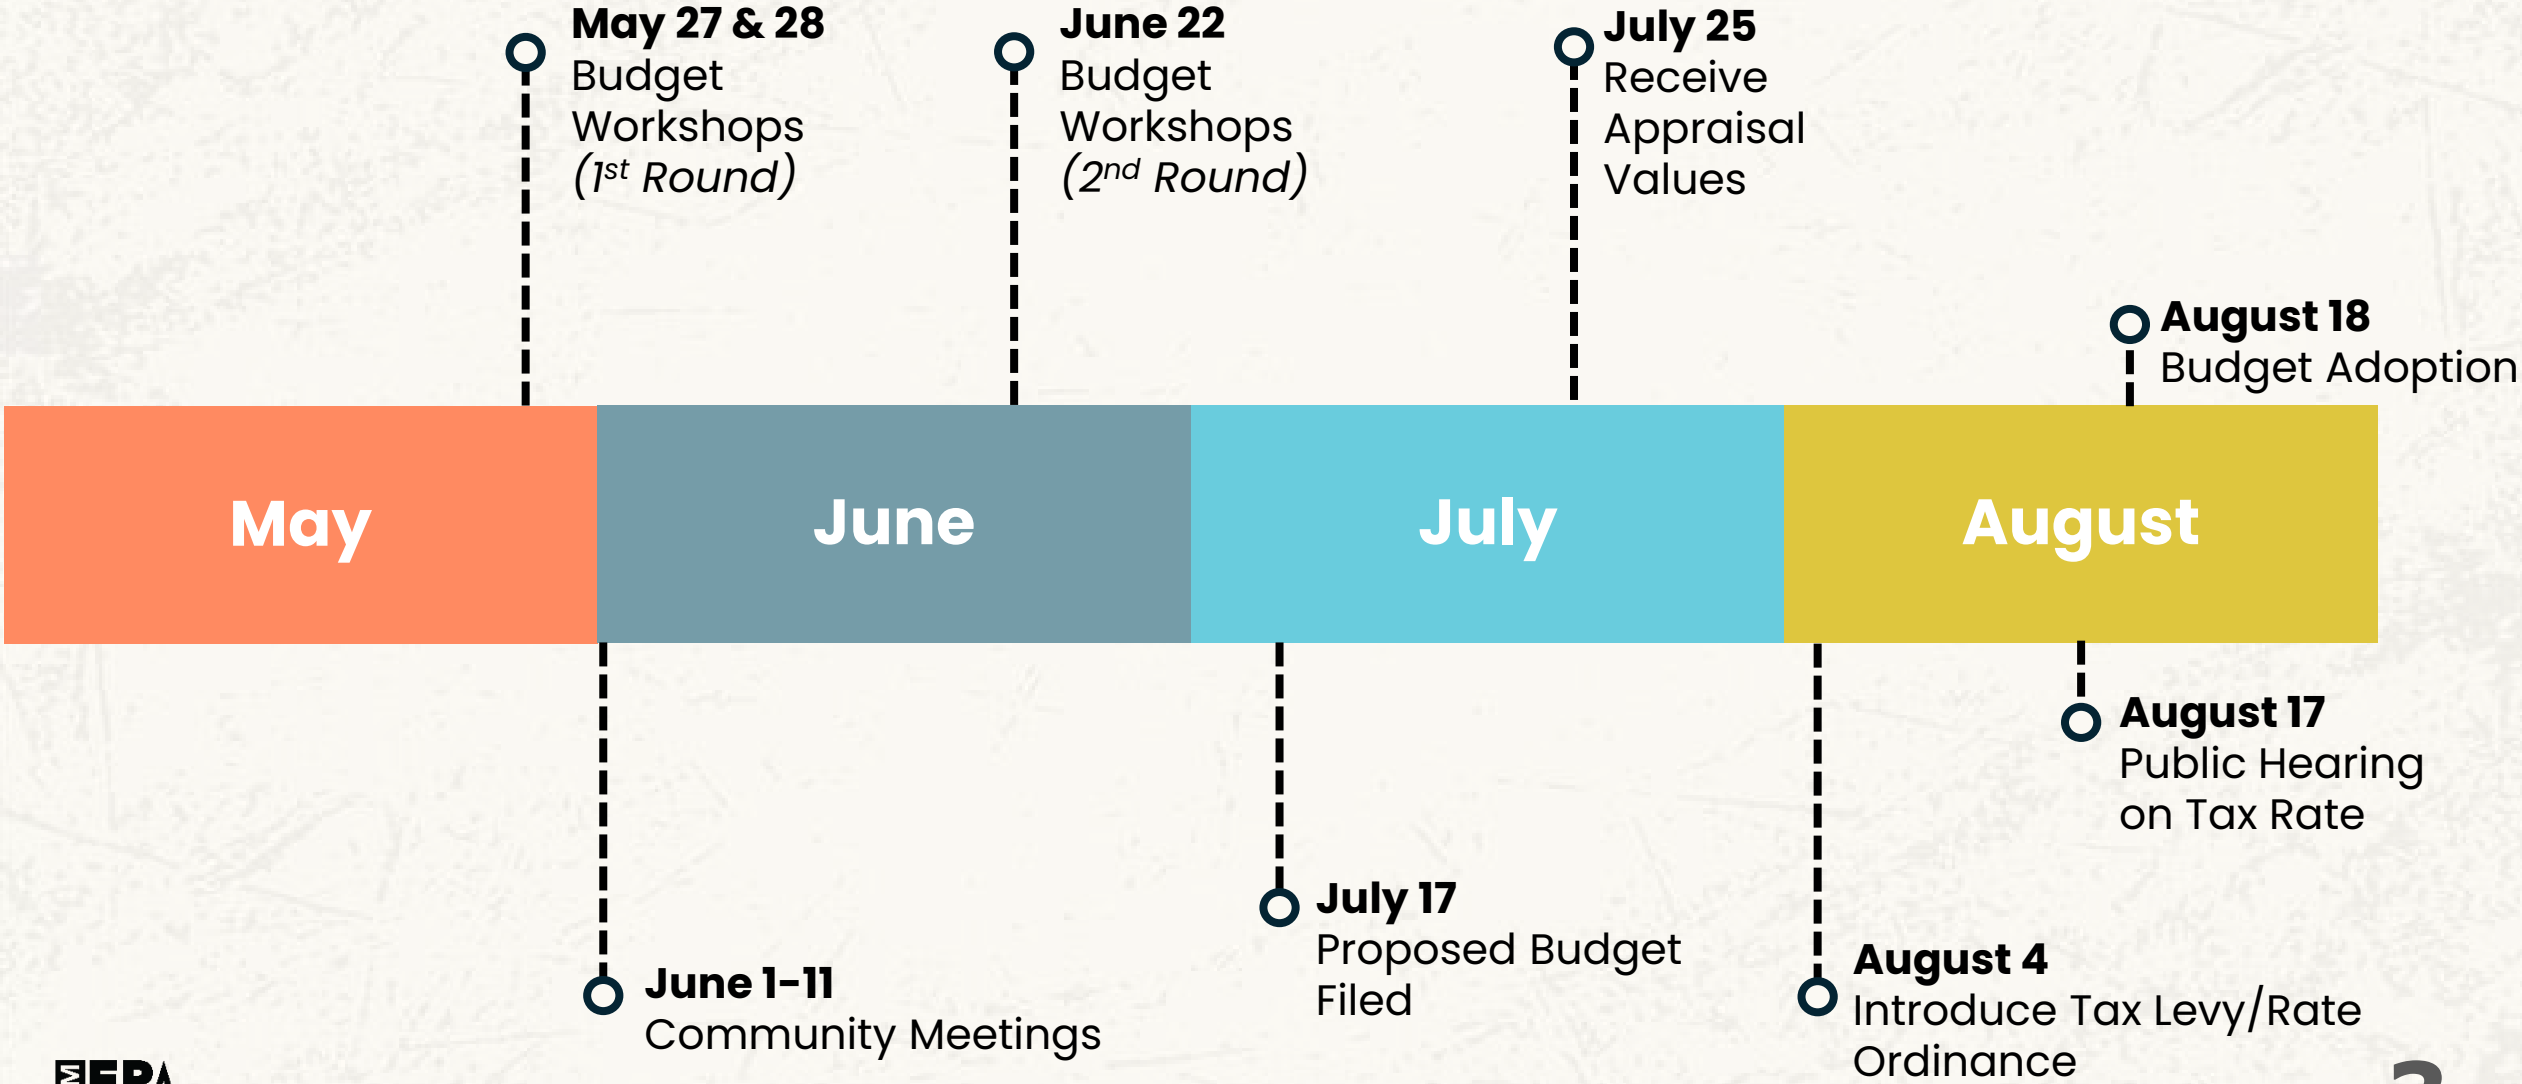 May 27 & 28
Budget
Workshops
(1st Round)
June 22
Budget
Workshops
(2nd Round)
July 25
Receive
Appraisal
Values
August 18
Budget Adoption
May
June
July
August
June 1-11
Community Meetings
July 17
Proposed Budget
Filed
August 4
Introduce Tax Levy/Rate
Ordinance
August 17
Public Hearing
on Tax Rate